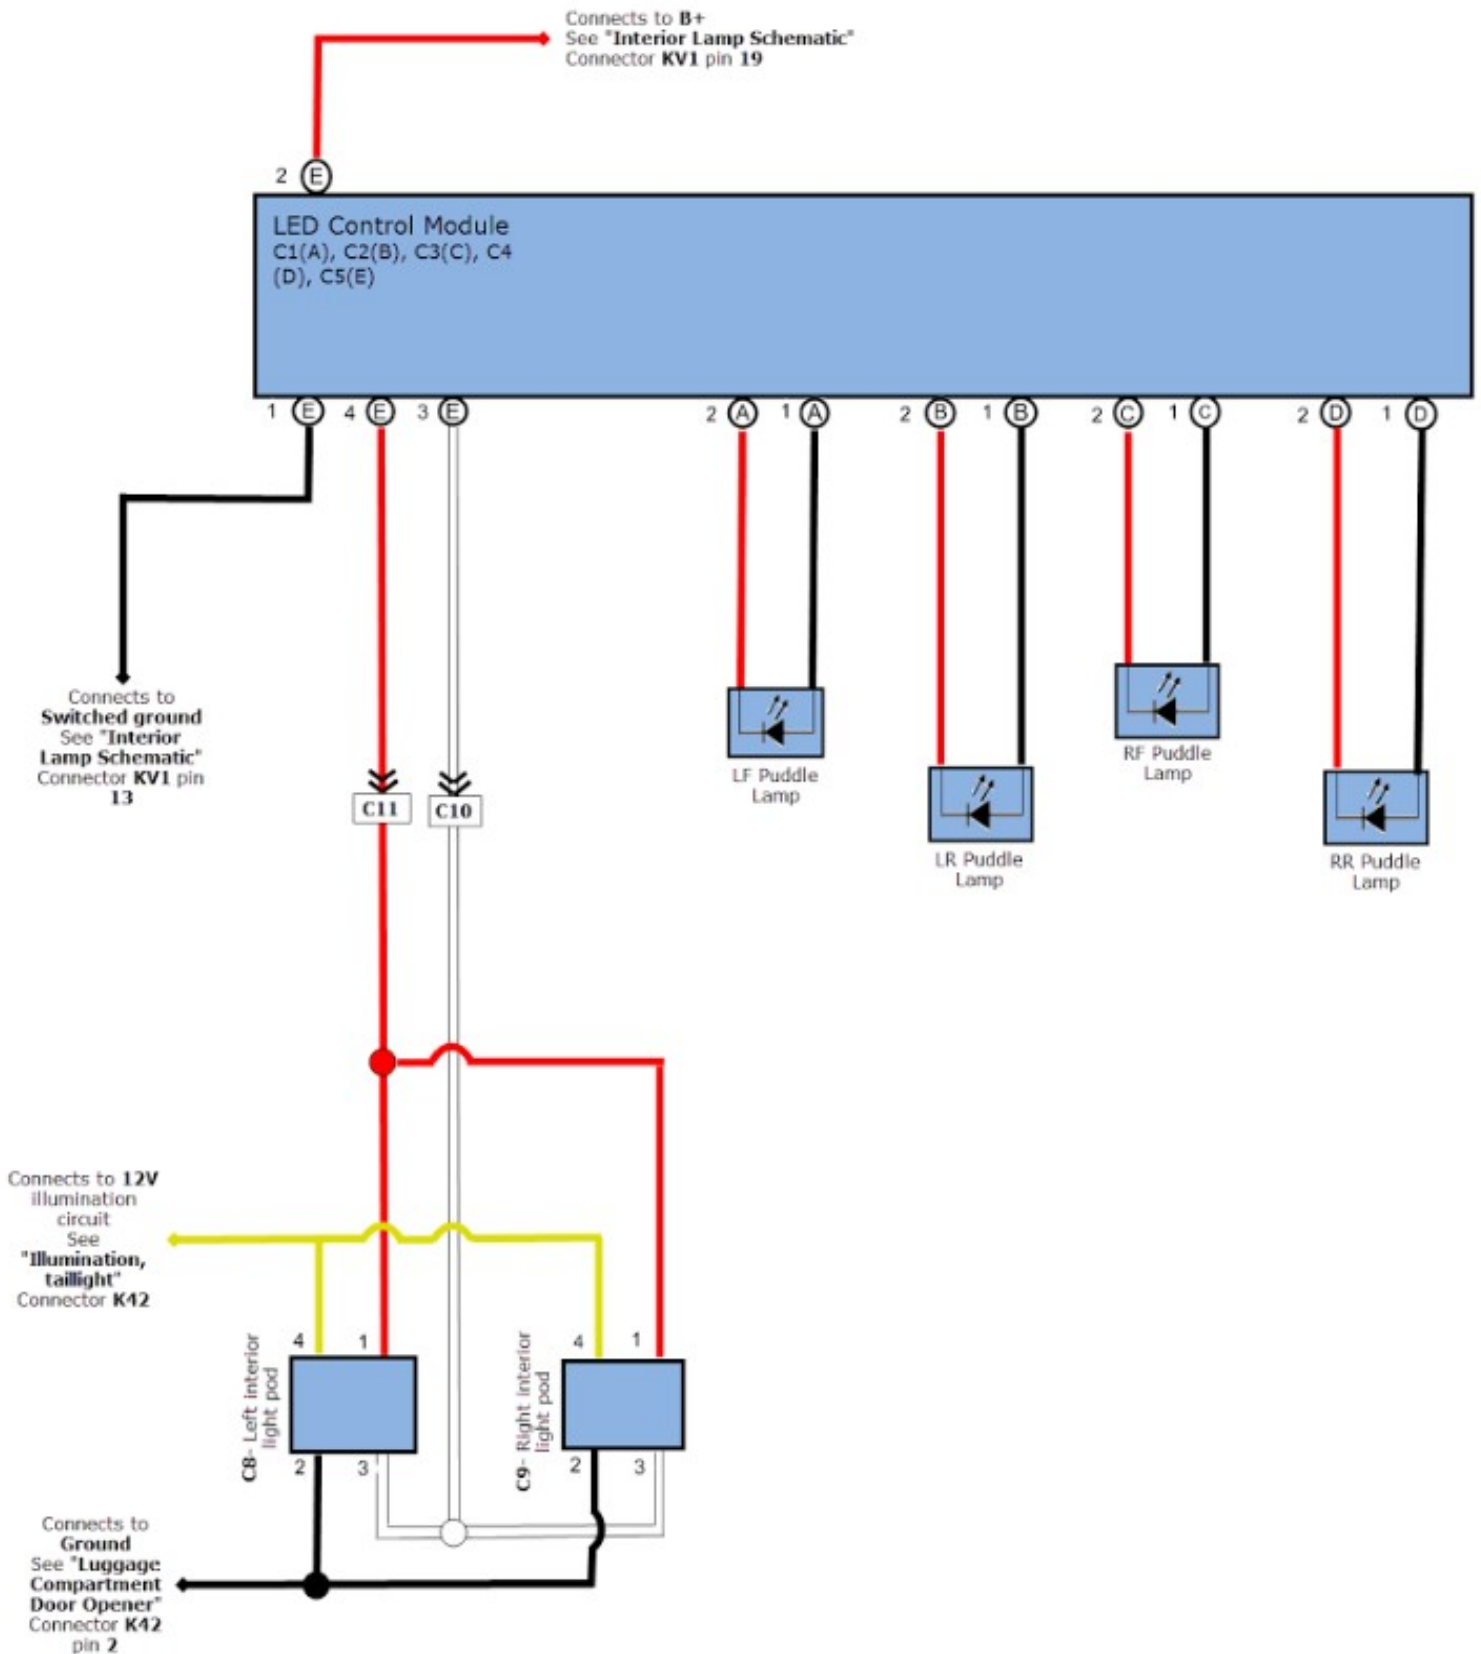 Connects to B+
See "Interior Lamp Schematic"
Connector KV1 pin 19
2 E
LED Control Module
C1(A), C2(B), C3(C), C4
(D), C5(E)
1 E 4 E 3 E 2 A 1 A 2 B 1 B 2 C 1 C 2 D 1 D
Connects to
Switched ground
See "Interior
Lamp Schematic"
Connector KV1 pin
13
C11 C10
LF Puddle
Lamp
LR Puddle
Lamp
RF Puddle
Lamp
RR Puddle
Lamp
Connects to 12V
illumination
circuit
See
"Illumination,
taillight"
Connector K42
4 1
C8- Left interior
light pod
2 3
4 1
C9- Right interior
light pod
2 3
Connects to
Ground
See "Luggage
Compartment
Door Opener"
Connector K42
pin 2